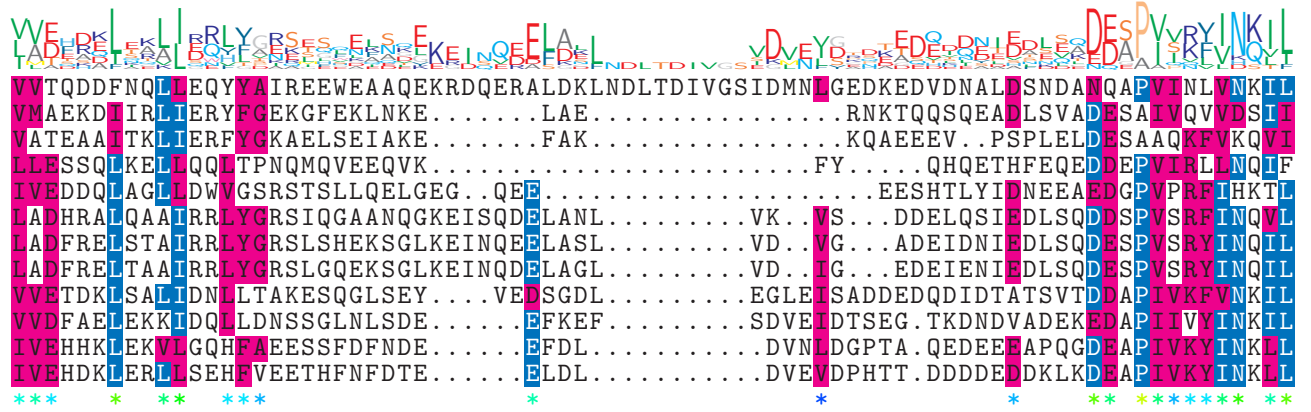 VVTQDDFNQLLEQYYAIREEWEAAQEKRDQERALDKLNDLTDIVGSIDMNLGEDKEDVDNALDSNDANQAPVINLVNKIL
VMAEKDIIRLIERYFGEKGFEKLNKE.......LAE................RNKTQQSQEADLSVADESAIVQVVDSII
VATEAAITKLIERFYGKAELSEIAKE.......FAK................KQAEEEV..PSPLELDESAAQKFVKQVI
LLESSQLKELLQQLTPNQMQVEEQVK........................FY.....QHQETHFEQEDDEPVIRLLNQIF
IVEDDQLAGLLDWVGSRSTSLLQELGEG..QEE.....................EESHTLYIDNEEAEDGPVPRFIHKTL
LADHRALQAAIRRLYGRSIQGAANQGKEISQDELANL.........VK..VS...DDELQSIEDLSQDDSPVSRFINQVL
LADFRELSTAIRRLYGRSLSHEKSGLKEINQEELASL.........VD..VG...ADEIDNIEDLSQDESPVSRYINQIL
LADFRELTAAIRRLYGRSLGQEKSGLKEINQDELAGL.........VD..IG...EDEIENIEDLSQDESPVSRYINQIL
VVETDKLSALIDNLLTAKESQGLSEY....VEDSGDL.........EGLEISADDEDQDIDTATSVTDDAPIVKFVNKIL
VVDFAELEKKIDQLLDNSSGLNLSDE......EFKEF.........SDVEIDTSEG.TKDNDVADEKEDAPIIVYINKIL
IVEHHKLEKVLGQHFAEESSFDFNDE......EFDL...........DVNLDGPTA.QEDEEEAPQGDEAPIVKYINKLL
IVEHDKLERLLSEHFVEETHFNFDTE......ELDL...........DVEVDPHTT.DDDDEDDKLKDEAPIVKYINKLL
*** * ** *** * * * ** ******* **